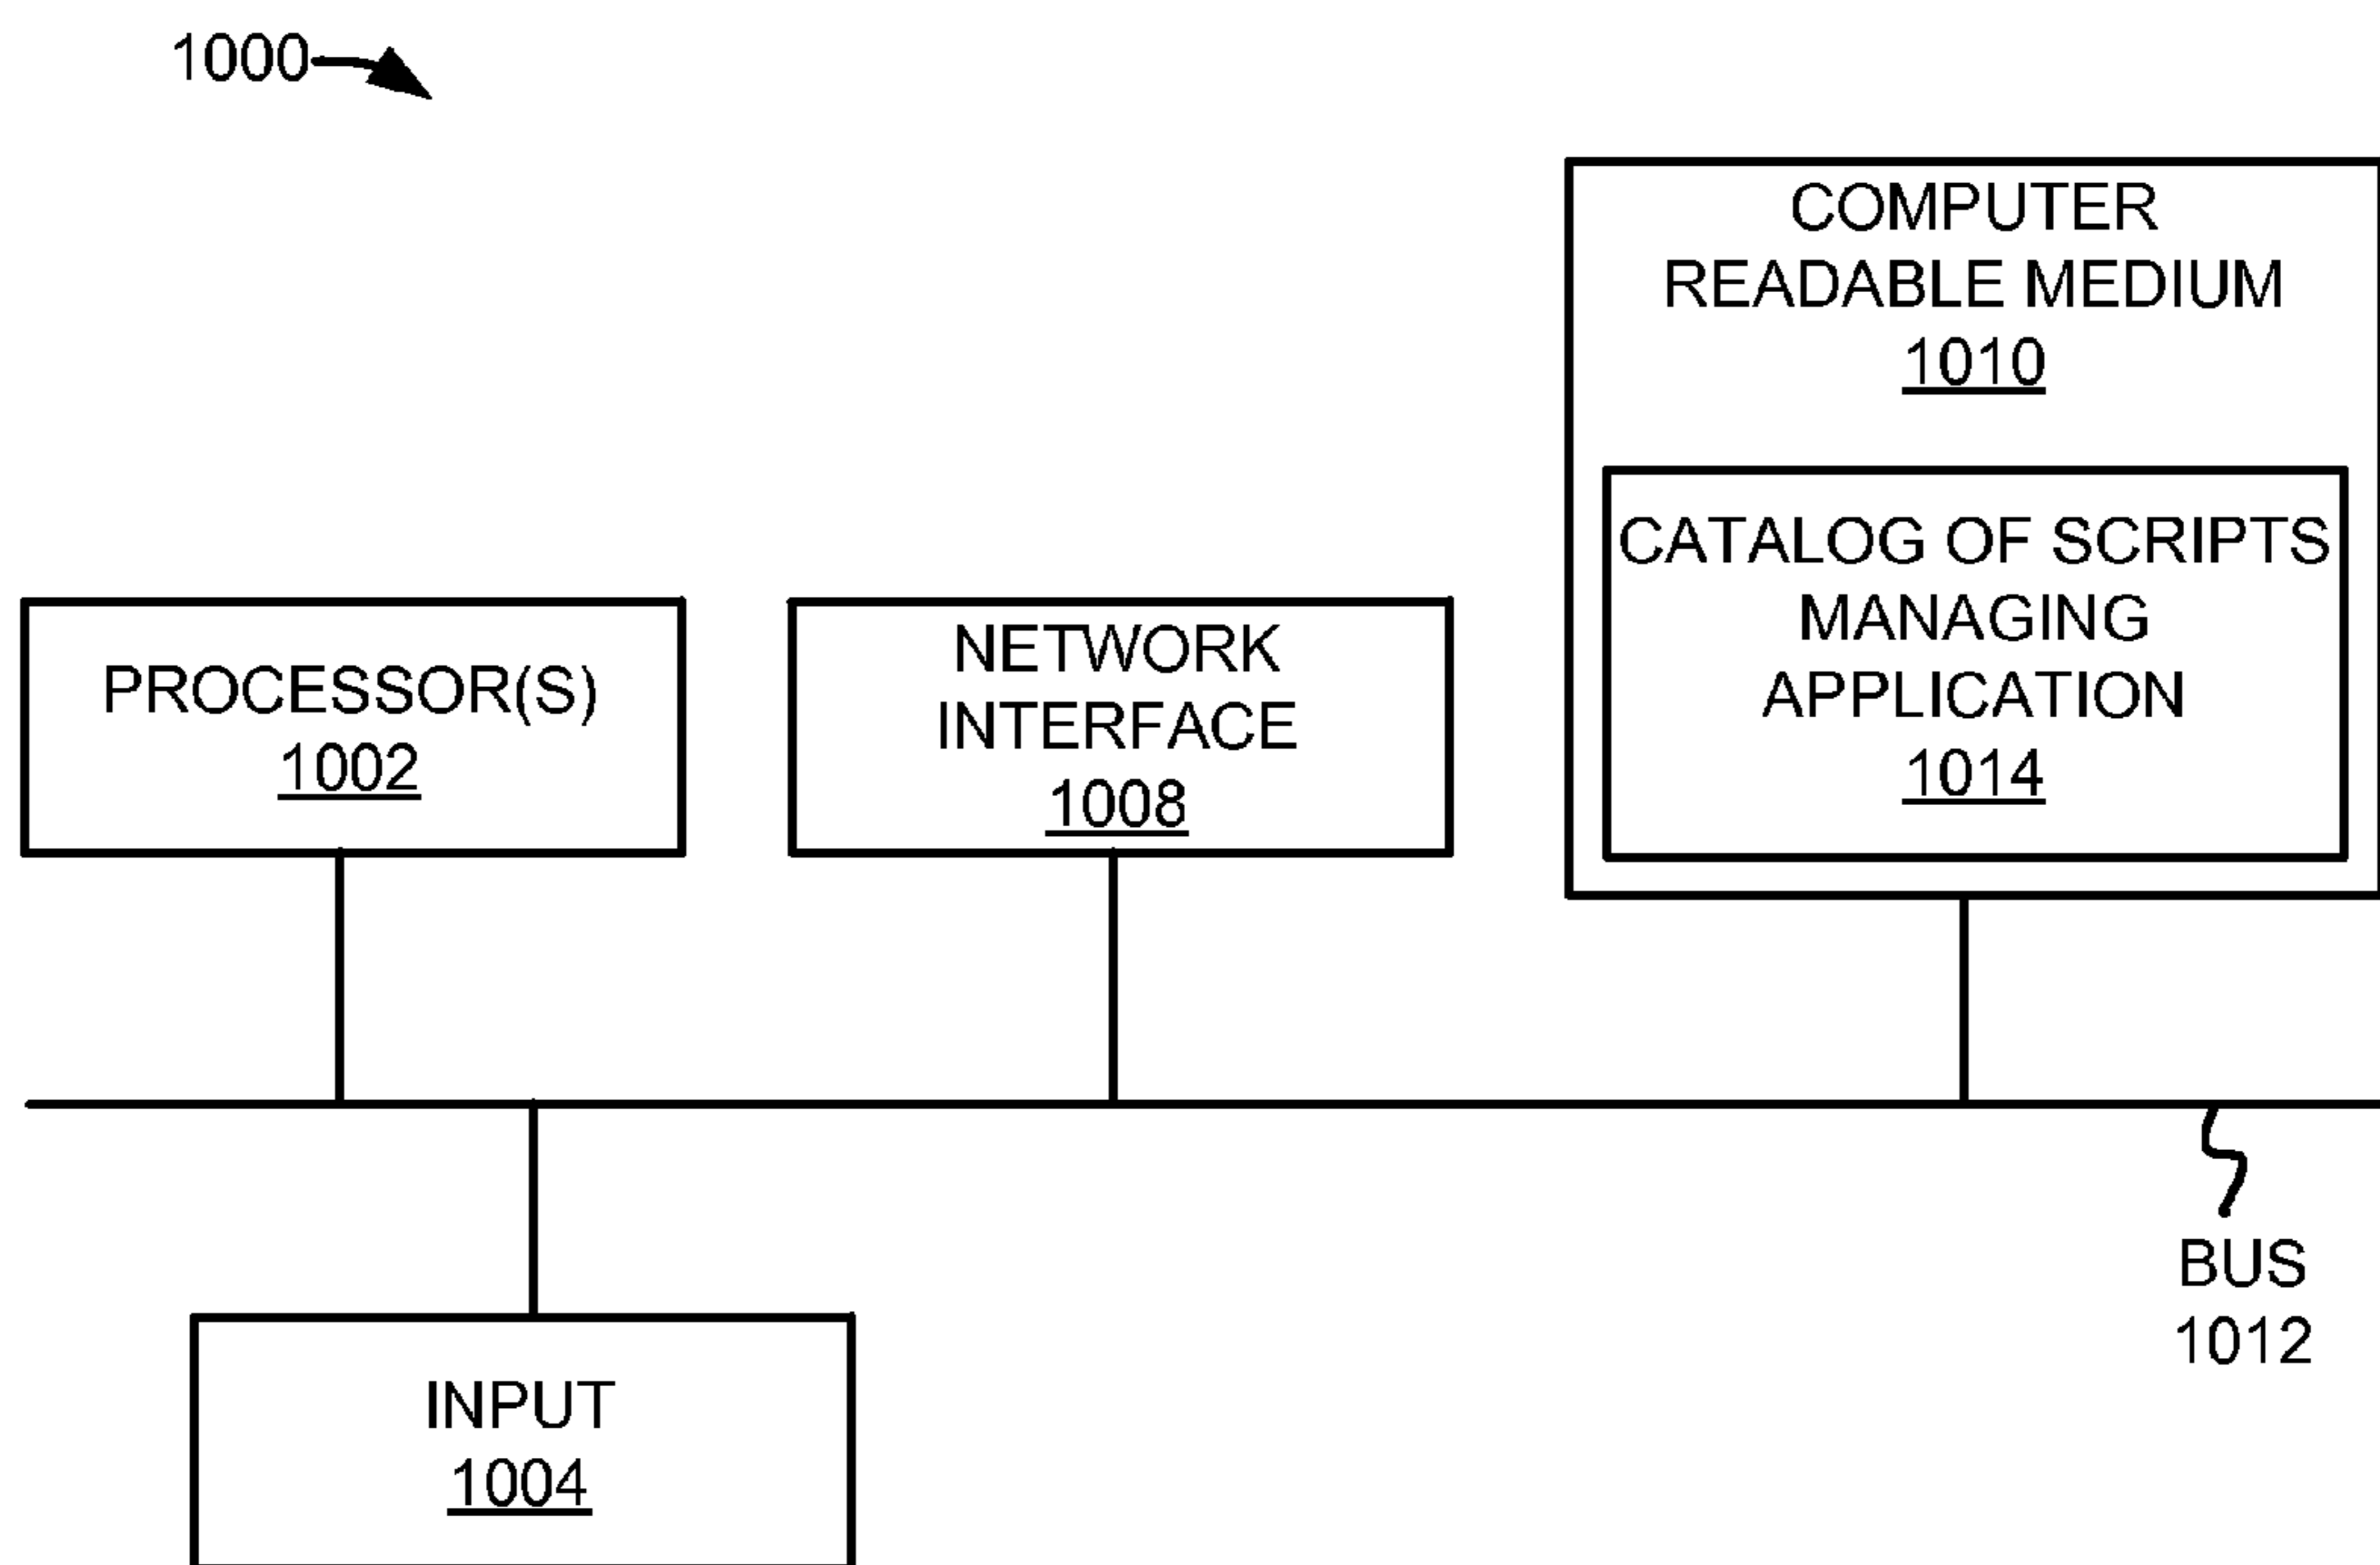 1000
COMPUTER
READABLE MEDIUM
1010
CATALOG OF SCRIPTS
MANAGING
APPLICATION
1014
PROCESSOR(S)
1002
NETWORK
INTERFACE
1008
BUS
1012
INPUT
1004